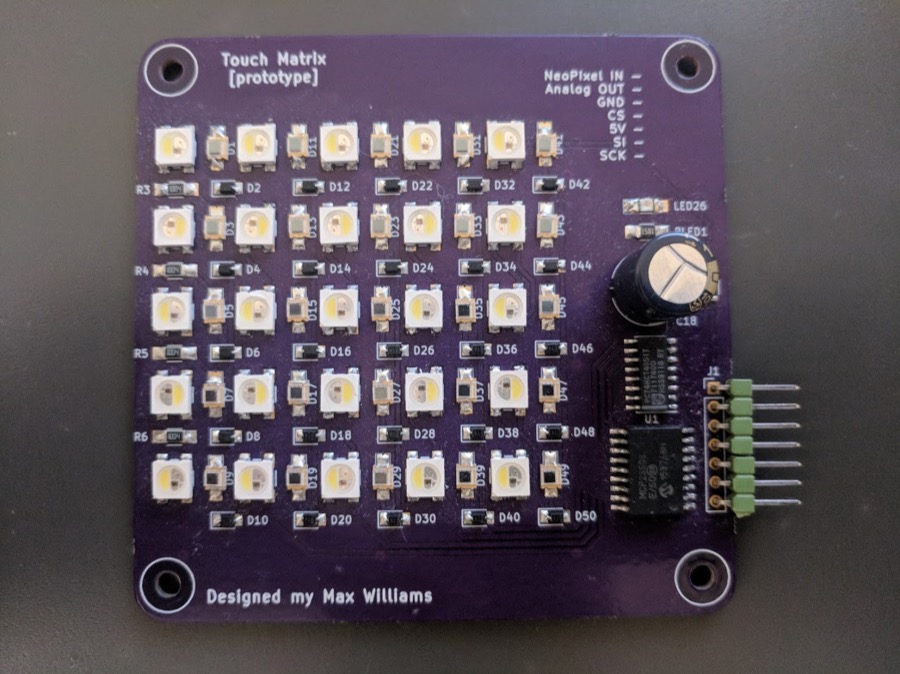 Touch Matrix
[prototype]
NeoPixel IN –
Analog OUT –
GND –
CS –
5V –
SI –
SCK –
D1 D11 D21 D31 D41
R3 D2 D12 D22 D32 D42
LED26
D3 D13 D23 D33 D43
RLED1
R4 D4 D14 D24 D34 D44
D5 D15 D25 D35 D45
C18
R5 D6 D16 D26 D36 D46
J1
D7 D17 D27 D37 D47
U1
R6 D8 D18 D28 D38 D48
D9 D19 D29 D39 D49
D10 D20 D30 D40 D50
Designed my Max Williams